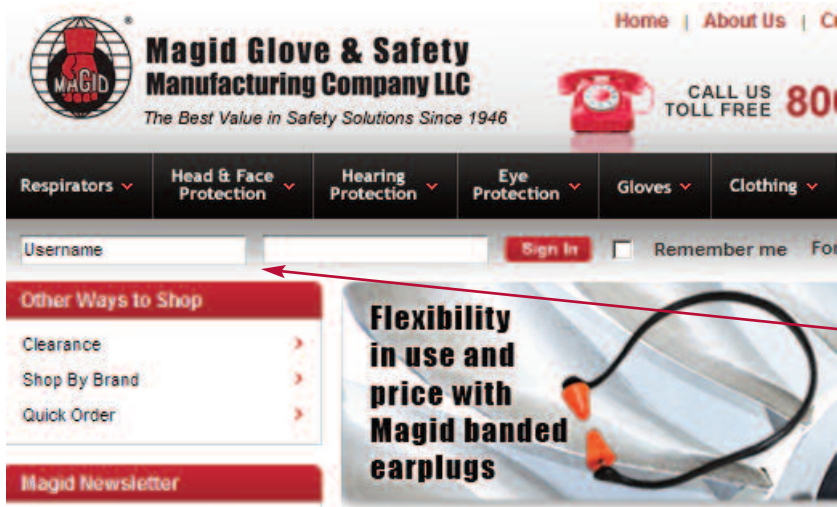 Home | About Us |
MAGID
Magid Glove & Safety
Manufacturing Company LLC
The Best Value in Safety Solutions Since 1946
CALL US
TOLL FREE 800
Respirators
Head & Face
Protection
Hearing
Protection
Eye
Protection
Gloves
Clothing
Username
Sign In
Remember me
Other Ways to Shop
Clearance
Shop By Brand
Quick Order
Magid Newsletter
Flexibility
in use and
price with
Magid banded
earplugs